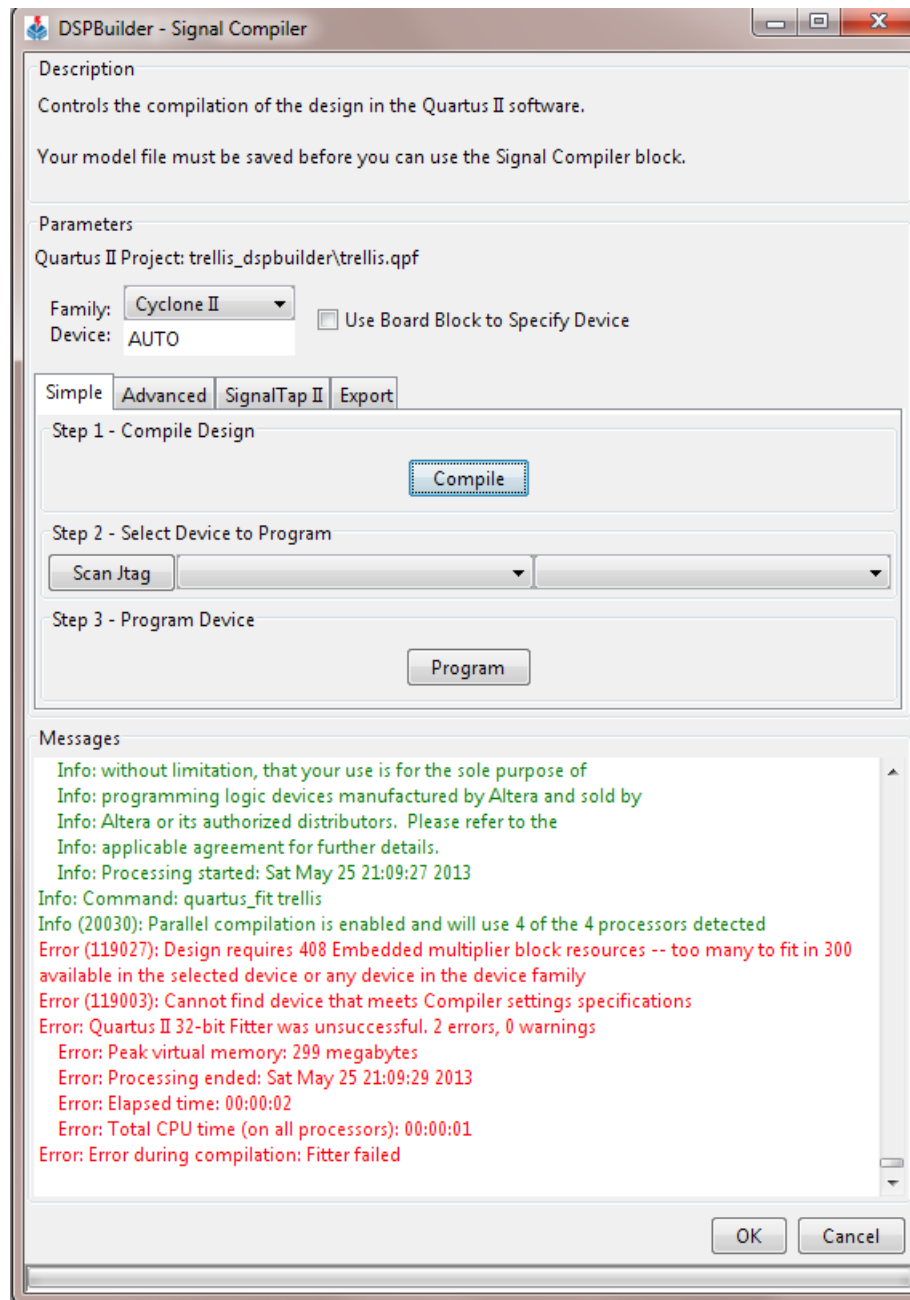 DSPBuilder - Signal Compiler
Description
Controls the compilation of the design in the Quartus II software.
Your model file must be saved before you can use the Signal Compiler block.
Parameters
Quartus II Project: trellis_dspbuilder\trellis.qpf
Family: Cyclone II
Use Board Block to Specify Device
Device: AUTO
Simple Advanced SignalTap II Export
Step 1 - Compile Design
Compile
Step 2 - Select Device to Program
Scan Jtag
Step 3 - Program Device
Program
Messages
Info: without limitation, that your use is for the sole purpose of
Info: programming logic devices manufactured by Altera and sold by
Info: Altera or its authorized distributors.  Please refer to the
Info: applicable agreement for further details.
Info: Processing started: Sat May 25 21:09:27 2013
Info: Command: quartus_fit trellis
Info (20030): Parallel compilation is enabled and will use 4 of the 4 processors detected
Error (119027): Design requires 408 Embedded multiplier block resources -- too many to fit in 300
available in the selected device or any device in the device family
Error (119003): Cannot find device that meets Compiler settings specifications
Error: Quartus II 32-bit Fitter was unsuccessful. 2 errors, 0 warnings
Error: Peak virtual memory: 299 megabytes
Error: Processing ended: Sat May 25 21:09:29 2013
Error: Elapsed time: 00:00:02
Error: Total CPU time (on all processors): 00:00:01
Error: Error during compilation: Fitter failed
OK Cancel